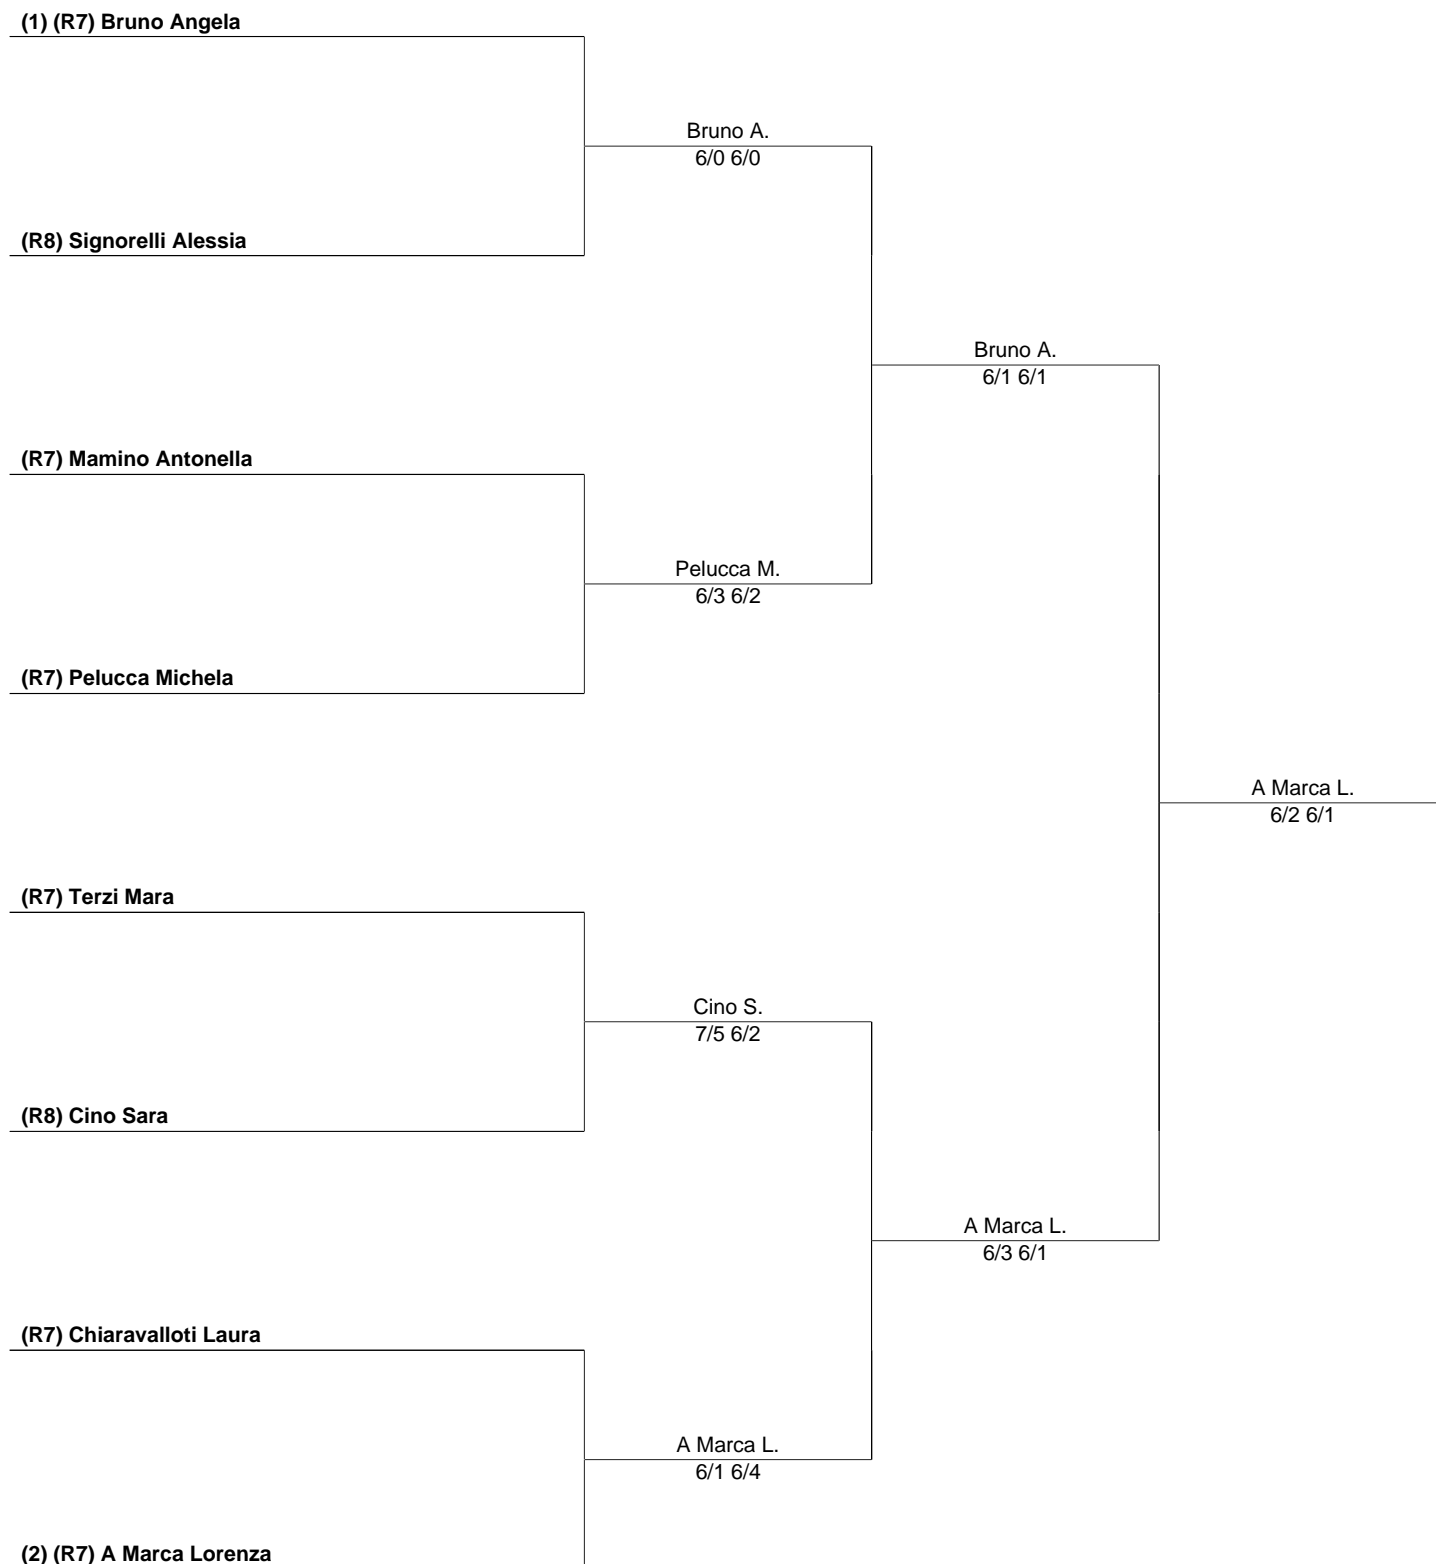 (1) (R7) Bruno Angela
Bruno A.
6/0 6/0
(R8) Signorelli Alessia
Bruno A.
6/1 6/1
(R7) Mamino Antonella
Pelucca M.
6/3 6/2
(R7) Pelucca Michela
A Marca L.
6/2 6/1
(R7) Terzi Mara
Cino S.
7/5 6/2
(R8) Cino Sara
A Marca L.
6/3 6/1
(R7) Chiaravalloti Laura
A Marca L.
6/1 6/4
(2) (R7) A Marca Lorenza